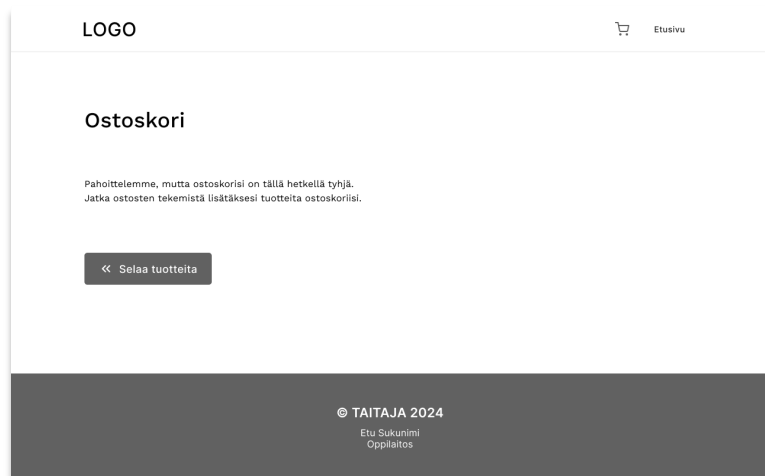 LOGO
Etusivu
Ostoskori
Pahoittelemme, mutta ostoskorisi on tällä hetkellä tyhjä.
Jatka ostosten tekemistä lisätäksesi tuotteita ostoskoriisi.
« Selaa tuotteita
© TAITAJA 2024
Etu Sukunimi
Oppilaitos